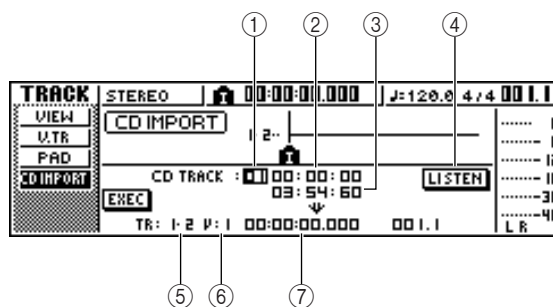 ① ② ③ ④
TRACK STEREO I 00:00:00.000 ♩=120.0 4/4 001.1
VIEW CD IMPORT
V.TR 1·2··
PAD I
CD IMPORT CD TRACK : 00:00:00 LISTEN
EXEC 03:54:60
TR: 1·2 V:1 00:00:00.000 001.1 L R
⑤ ⑥ ⑦